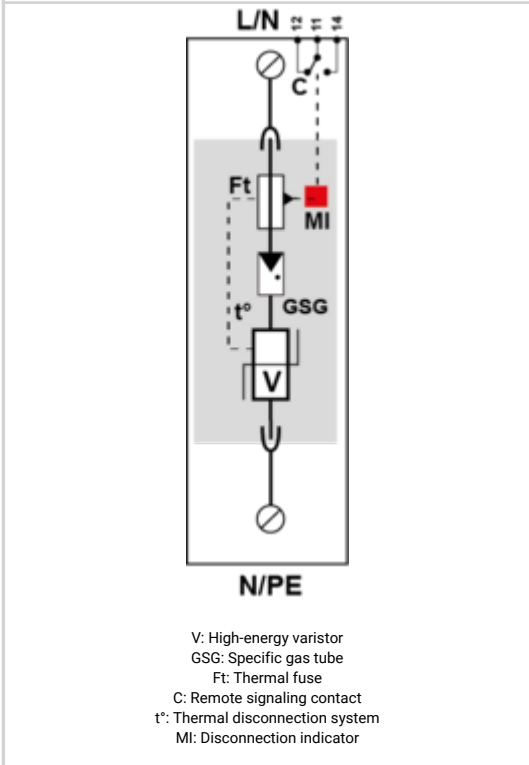 L/N 12 11 14
C
Ft
MI
GSG
t°
V
N/PE
V: High-energy varistor
GSG: Specific gas tube
Ft: Thermal fuse
C: Remote signaling contact
t°: Thermal disconnection system
MI: Disconnection indicator